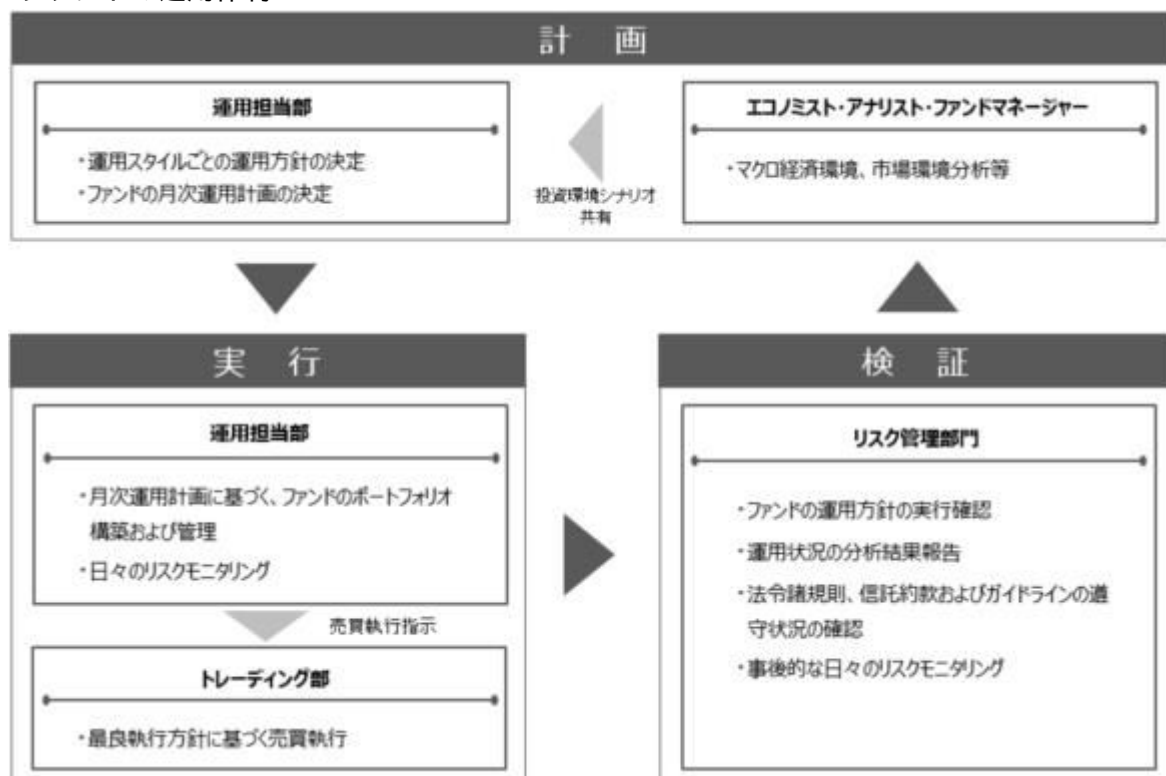 計 画
運用担当部
・運用スタイルごとの運用方針の決定
・ファンドの月次運用計画の決定
投資環境シナリオ
共有
エコノミスト・アナリスト・ファンドマネージャー
・マクロ経済環境、市場環境分析等
実 行
運用担当部
・月次運用計画に基づく、ファンドのポートフォリオ
構築および管理
・日々のリスクモニタリング
売買執行指示
トレーディング部
・最良執行方針に基づく売買執行
検 証
リスク管理部門
・ファンドの運用方針の実行確認
・運用状況の分析結果報告
・法令諸規則、信託約款およびガイドラインの遵
守状況の確認
・事後的な日々のリスクモニタリング